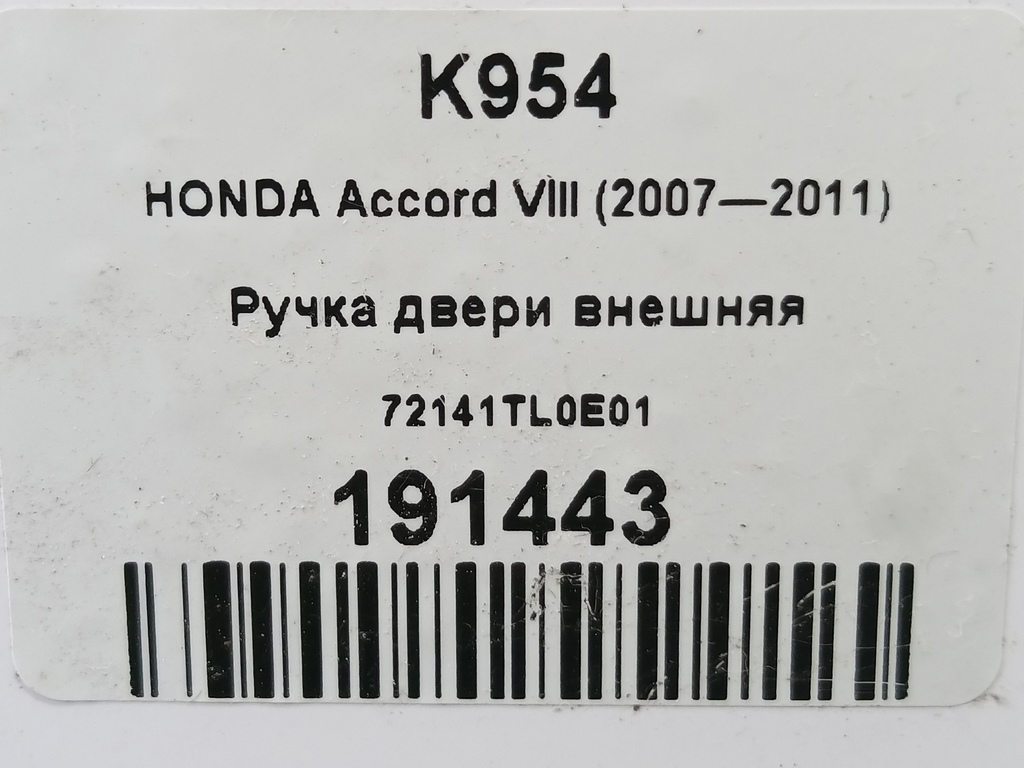 K954
HONDA Accord VIII (2007—2011)
Ручка двери внешняя
72141TL0E01
191443